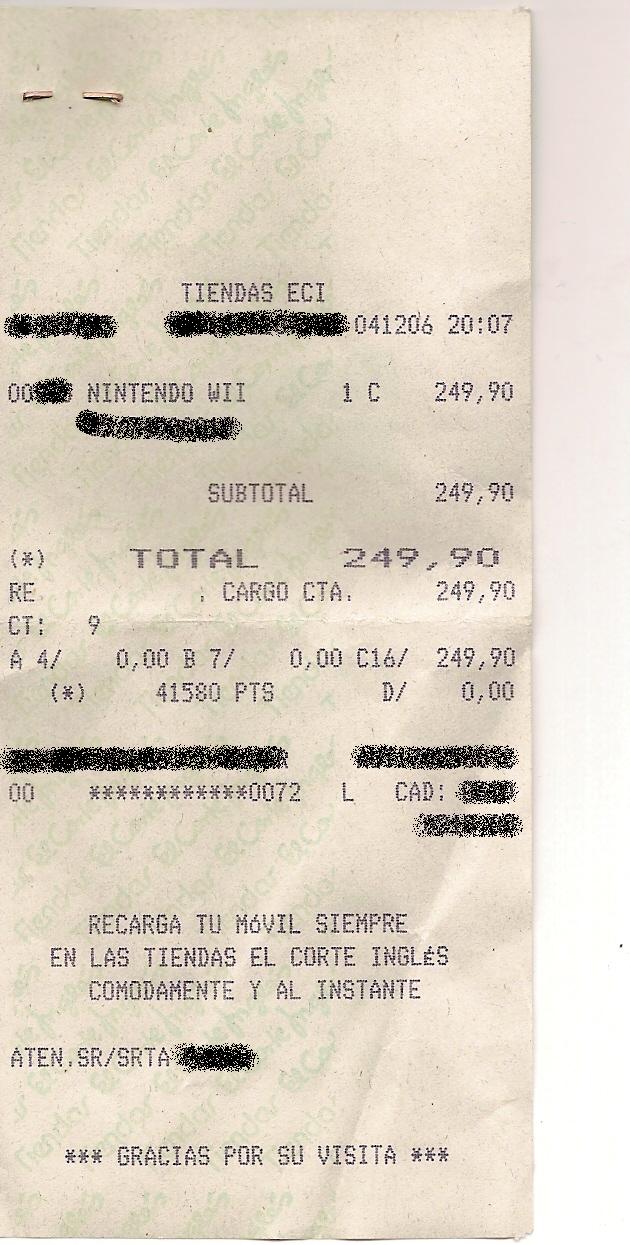 TIENDAS ECI
041206 20:07
00 NINTENDO WII 1 C 249,90
SUBTOTAL 249,90
(*) TOTAL 249,90
RE . CARGO CTA. 249,90
CT: 9
A 4/ 0,00 B 7/ 0,00 C16/ 249,90
(*) 41580 PTS D/ 0,00
00 ************0072 L CAD:
RECARGA TU MóVIL SIEMPRE
EN LAS TIENDAS EL CORTE INGLéS
COMODAMENTE Y AL INSTANTE
ATEN.SR/SRTA
*** GRACIAS POR SU VISITA ***